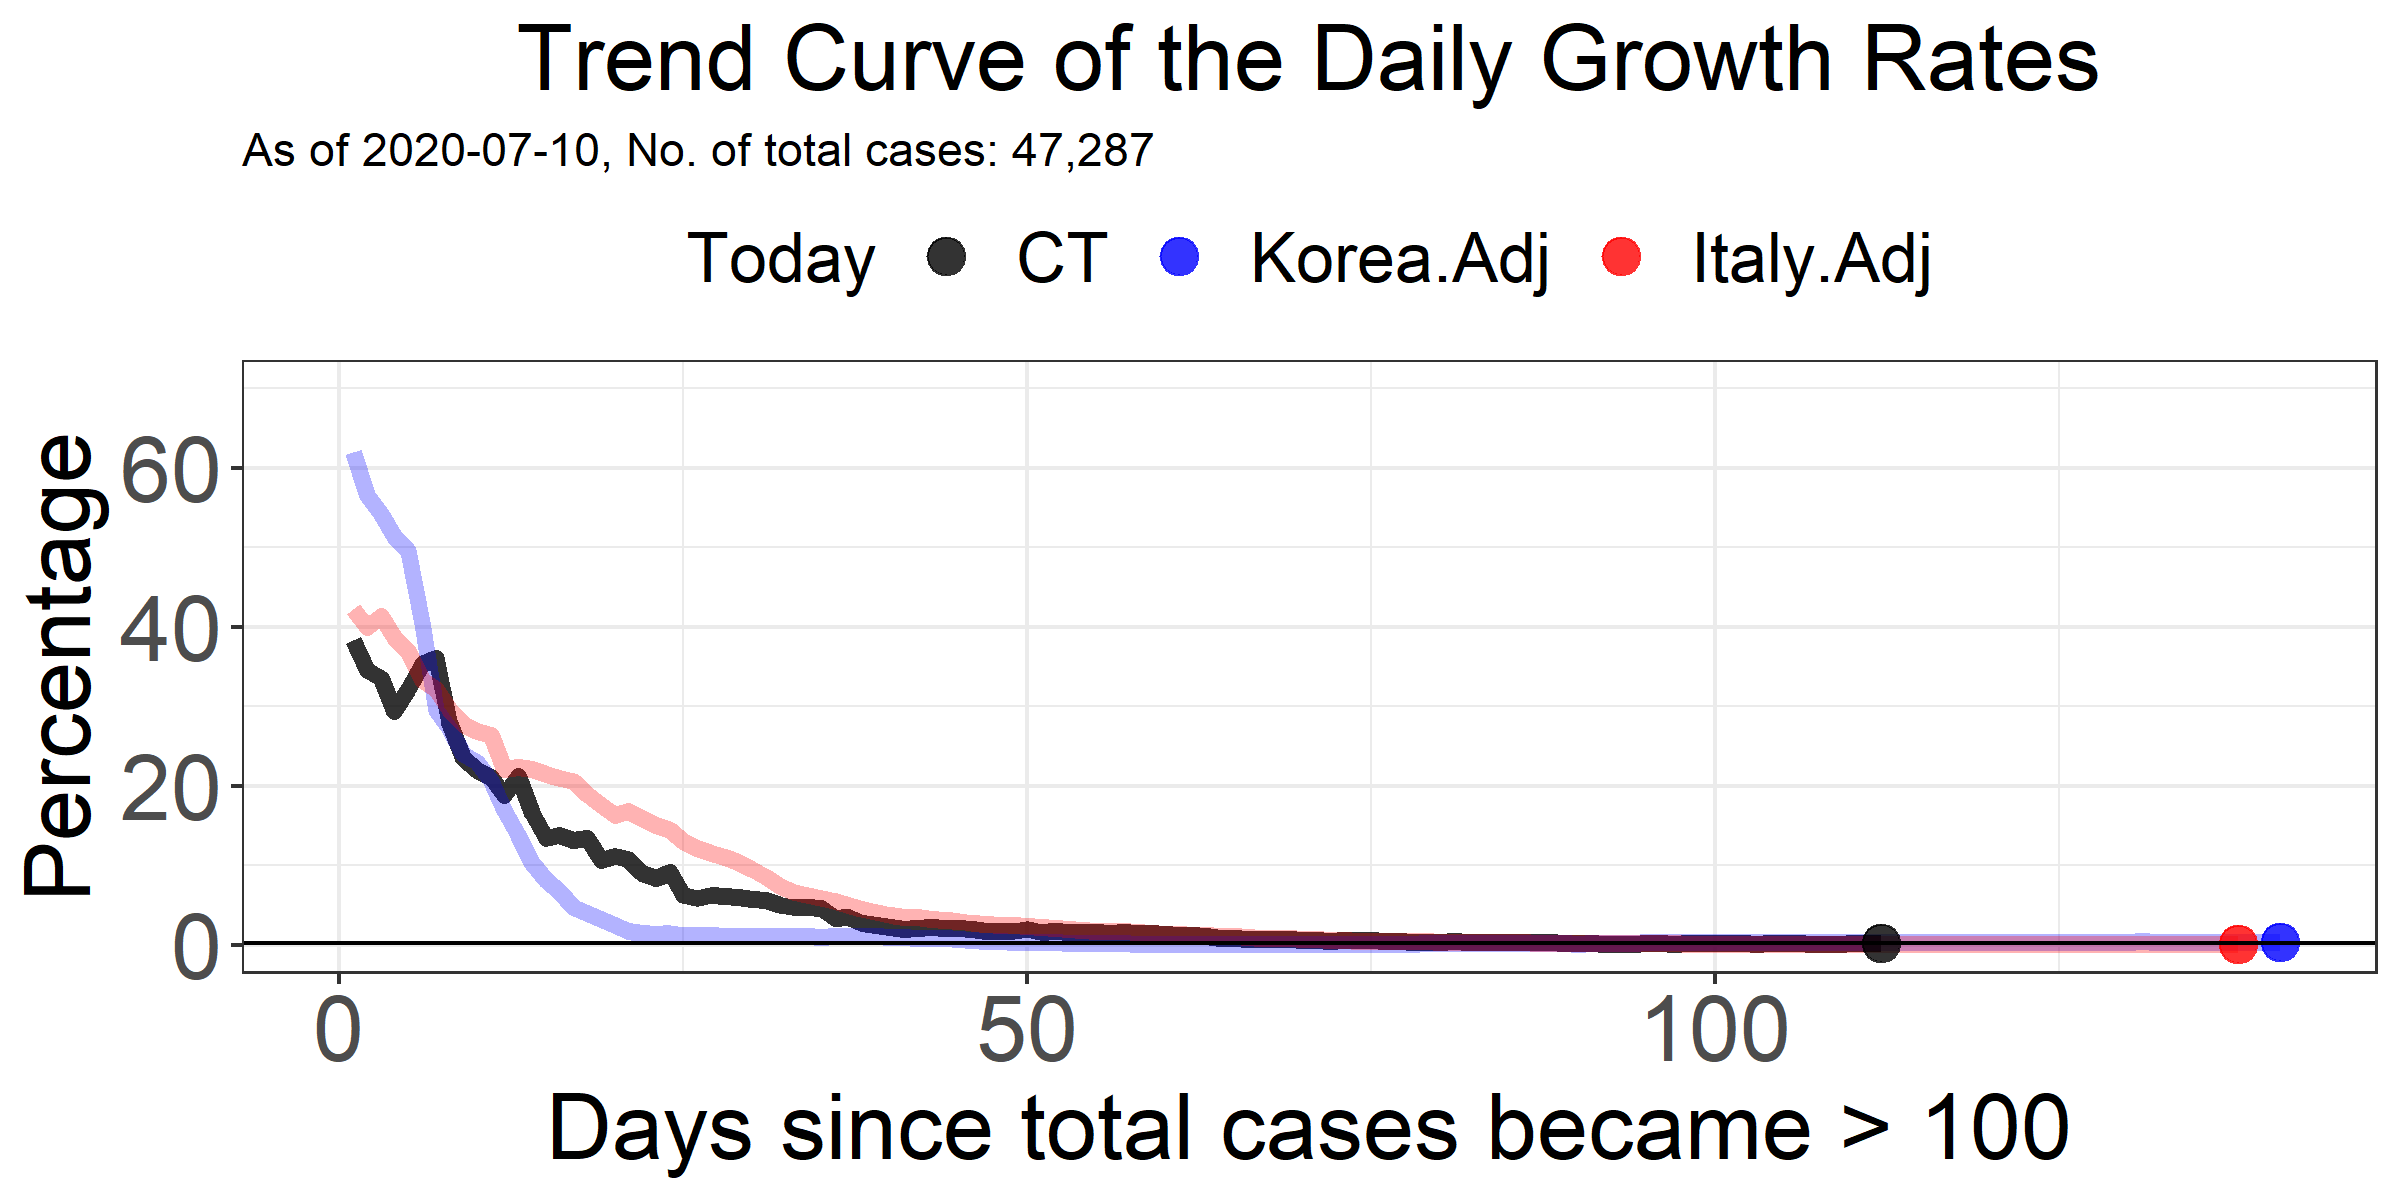 Trend Curve of the Daily Growth Rates
As of 2020-07-10, No. of total cases: 47,287
Today CT Korea.Adj Italy.Adj
Percentage
60
40
20
0
0 50 100
Days since total cases became > 100